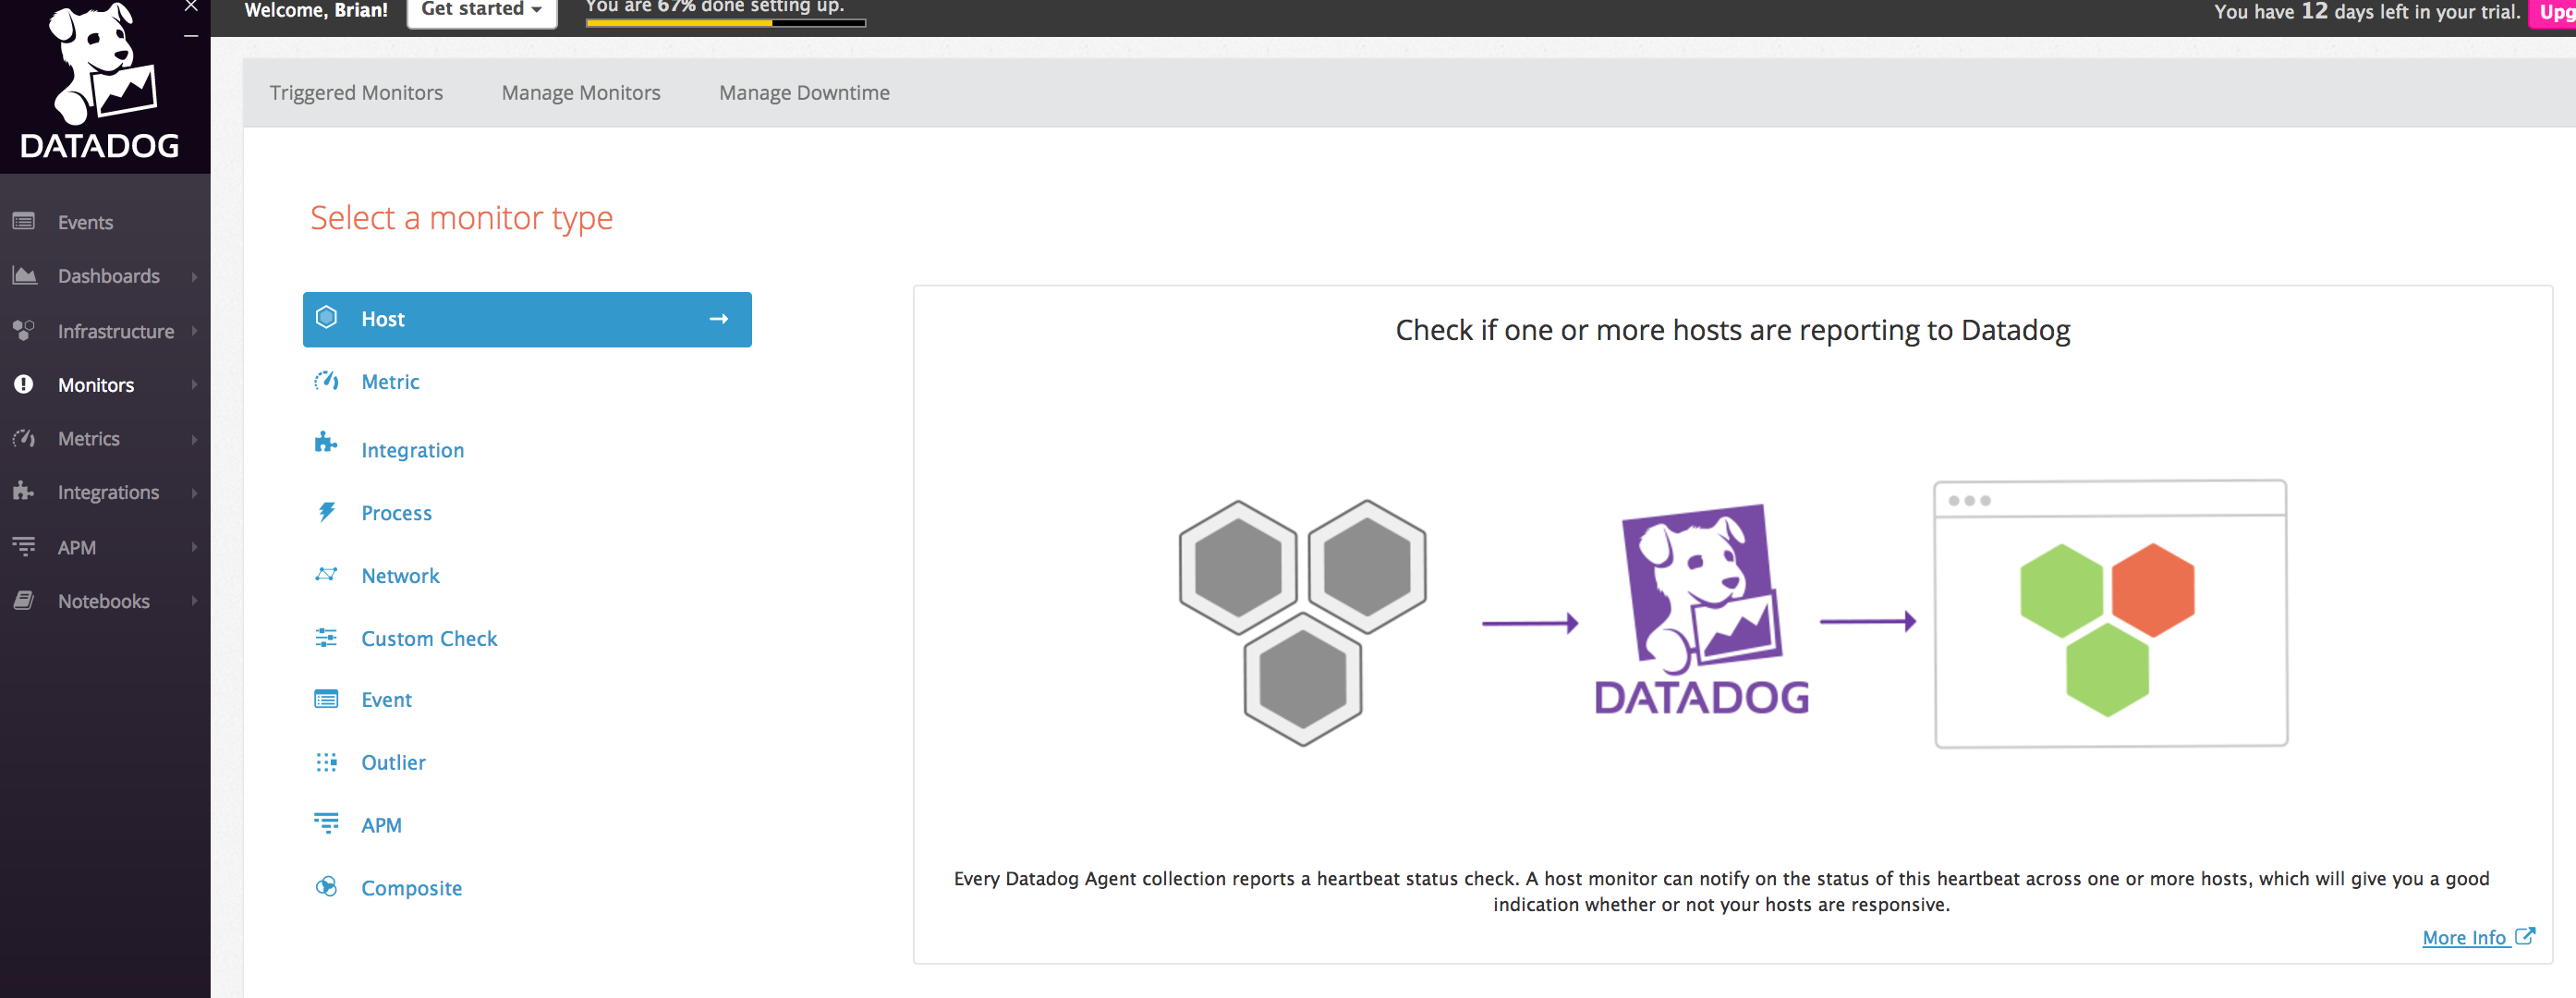 Welcome, Brian!
Get started
You are 67% done setting up.
You have 12 days left in your trial.
DATADOG
Triggered Monitors
Manage Monitors
Manage Downtime
Events
Dashboards
Infrastructure
Monitors
Metrics
Integrations
APM
Notebooks
Select a monitor type
Host
Metric
Integration
Process
Network
Custom Check
Event
Outlier
APM
Composite
Check if one or more hosts are reporting to Datadog
DATADOG
Every Datadog Agent collection reports a heartbeat status check. A host monitor can notify on the status of this heartbeat across one or more hosts, which will give you a good
indication whether or not your hosts are responsive.
More Info